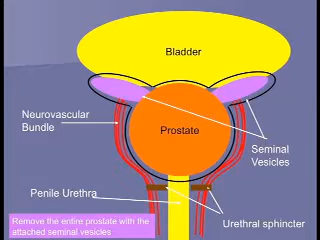 Bladder
Neurovascular
Bundle
Prostate
Seminal
Vesicles
Penile Urethra
Urethral sphincter
Remove the entire prostate with the
attached seminal vesicles